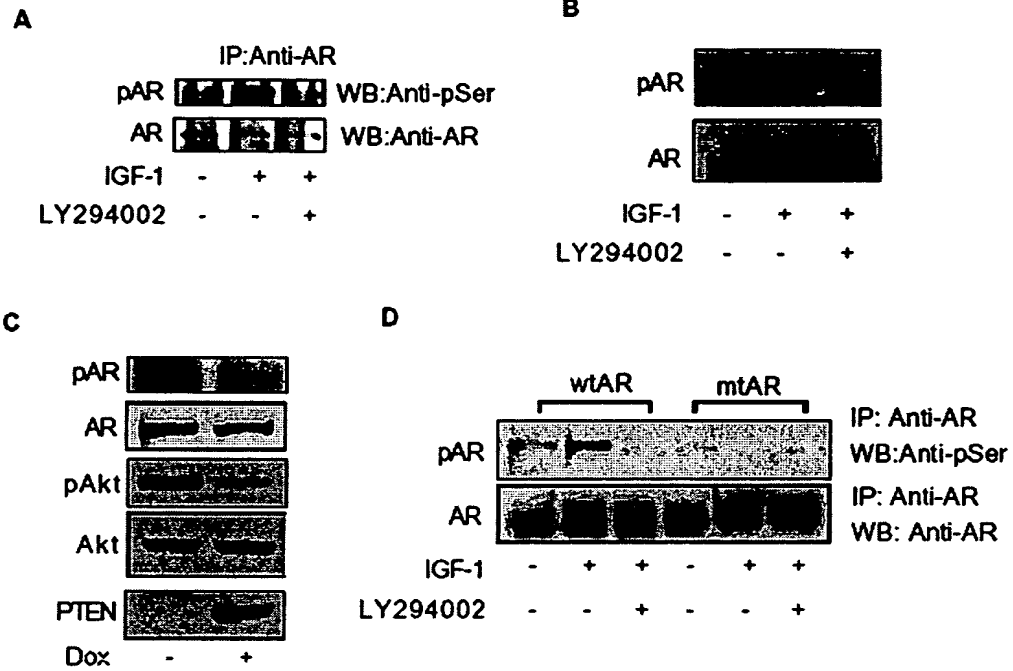 A
IP:Anti-AR
pAR WB:Anti-pSer
AR WB:Anti-AR
IGF-1 - + +
LY294002 - - +
B
pAR
AR
IGF-1 - + +
LY294002 - - +
C
pAR
AR
pAkt
Akt
PTEN
Dox - +
D
wtAR mtAR
pAR IP: Anti-AR
WB:Anti-pSer
AR IP: Anti-AR
WB: Anti-AR
IGF-1 - + + - + +
LY294002 - - + - - +